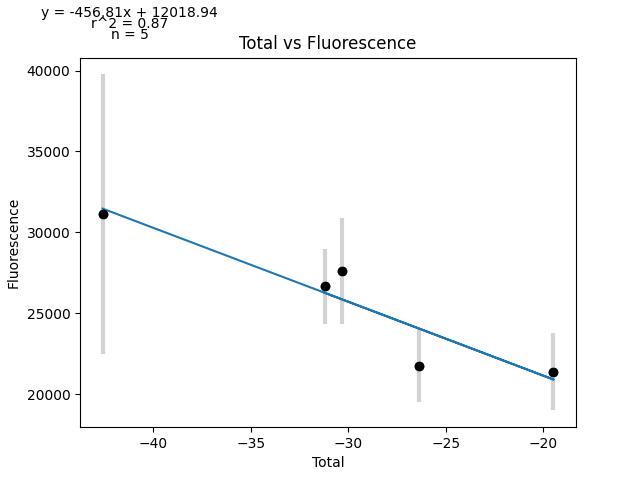 y = -456.81x + 12018.94
r^2 = 0.87
n = 5
Total vs Fluorescence
40000
35000
30000
25000
20000
Fluorescence
−40
−35
−30
−25
−20
Total